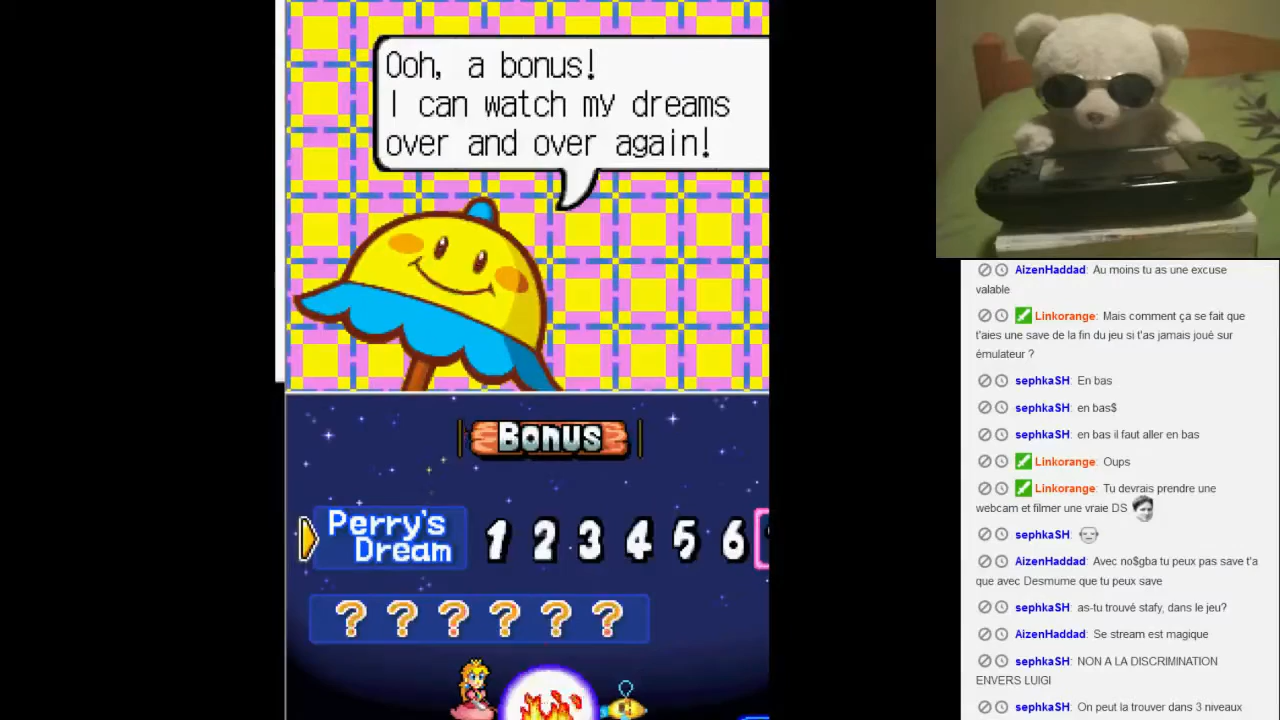 Ooh, a bonus!
I can watch my dreams
over and over again!
Bonus
Perry's
Dream
1 2 3 4 5 6
? ? ? ? ? ?
AizenHaddad: Au moins tu as une excuse
valable
Linkorange: Mais comment ça se fait que
t'aies une save de la fin du jeu si t'as jamais joué sur
émulateur ?
sephkaSH: En bas
sephkaSH: en bas$
sephkaSH: en bas il faut aller en bas
Linkorange: Oups
Linkorange: Tu devrais prendre une
webcam et filmer une vraie DS
sephkaSH:
AizenHaddad: Avec no$gba tu peux pas save t'a
que avec Desmume que tu peux save
sephkaSH: as-tu trouvé stafy, dans le jeu?
AizenHaddad: Se stream est magique
sephkaSH: NON A LA DISCRIMINATION
ENVERS LUIGI
sephkaSH: On peut la trouver dans 3 niveaux